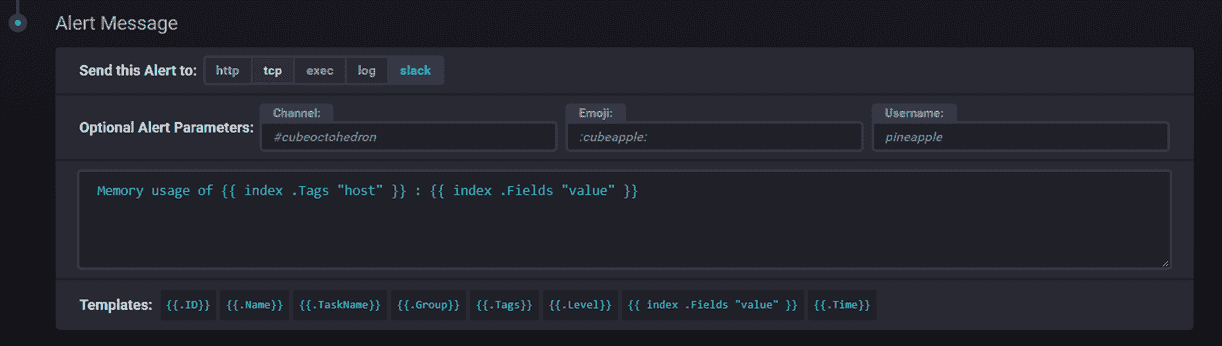 Alert Message
Send this Alert to: http tcp exec log slack
Channel: Emoji: Username:
Optional Alert Parameters: #cubeoctohedron :cubeapple: pineapple
Memory usage of {{ index .Tags "host" }} : {{ index .Fields "value" }}
Templates: {{.ID}} {{.Name}} {{.TaskName}} {{.Group}} {{.Tags}} {{.Level}} {{ index .Fields "value" }} {{.Time}}